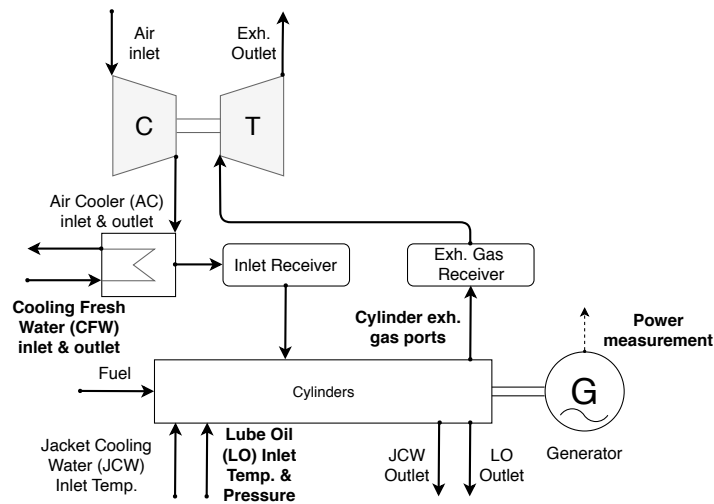 Air
inlet
Exh.
Outlet
C
T
Air Cooler (AC)
inlet & outlet
Inlet Receiver
Exh. Gas
Receiver
Cooling Fresh
Water (CFW)
inlet & outlet
Cylinder exh.
gas ports
Power
measurement
Fuel
Cylinders
G
Generator
Jacket Cooling
Water (JCW)
Inlet Temp.
Lube Oil
(LO) Inlet
Temp. &
Pressure
JCW
Outlet
LO
Outlet